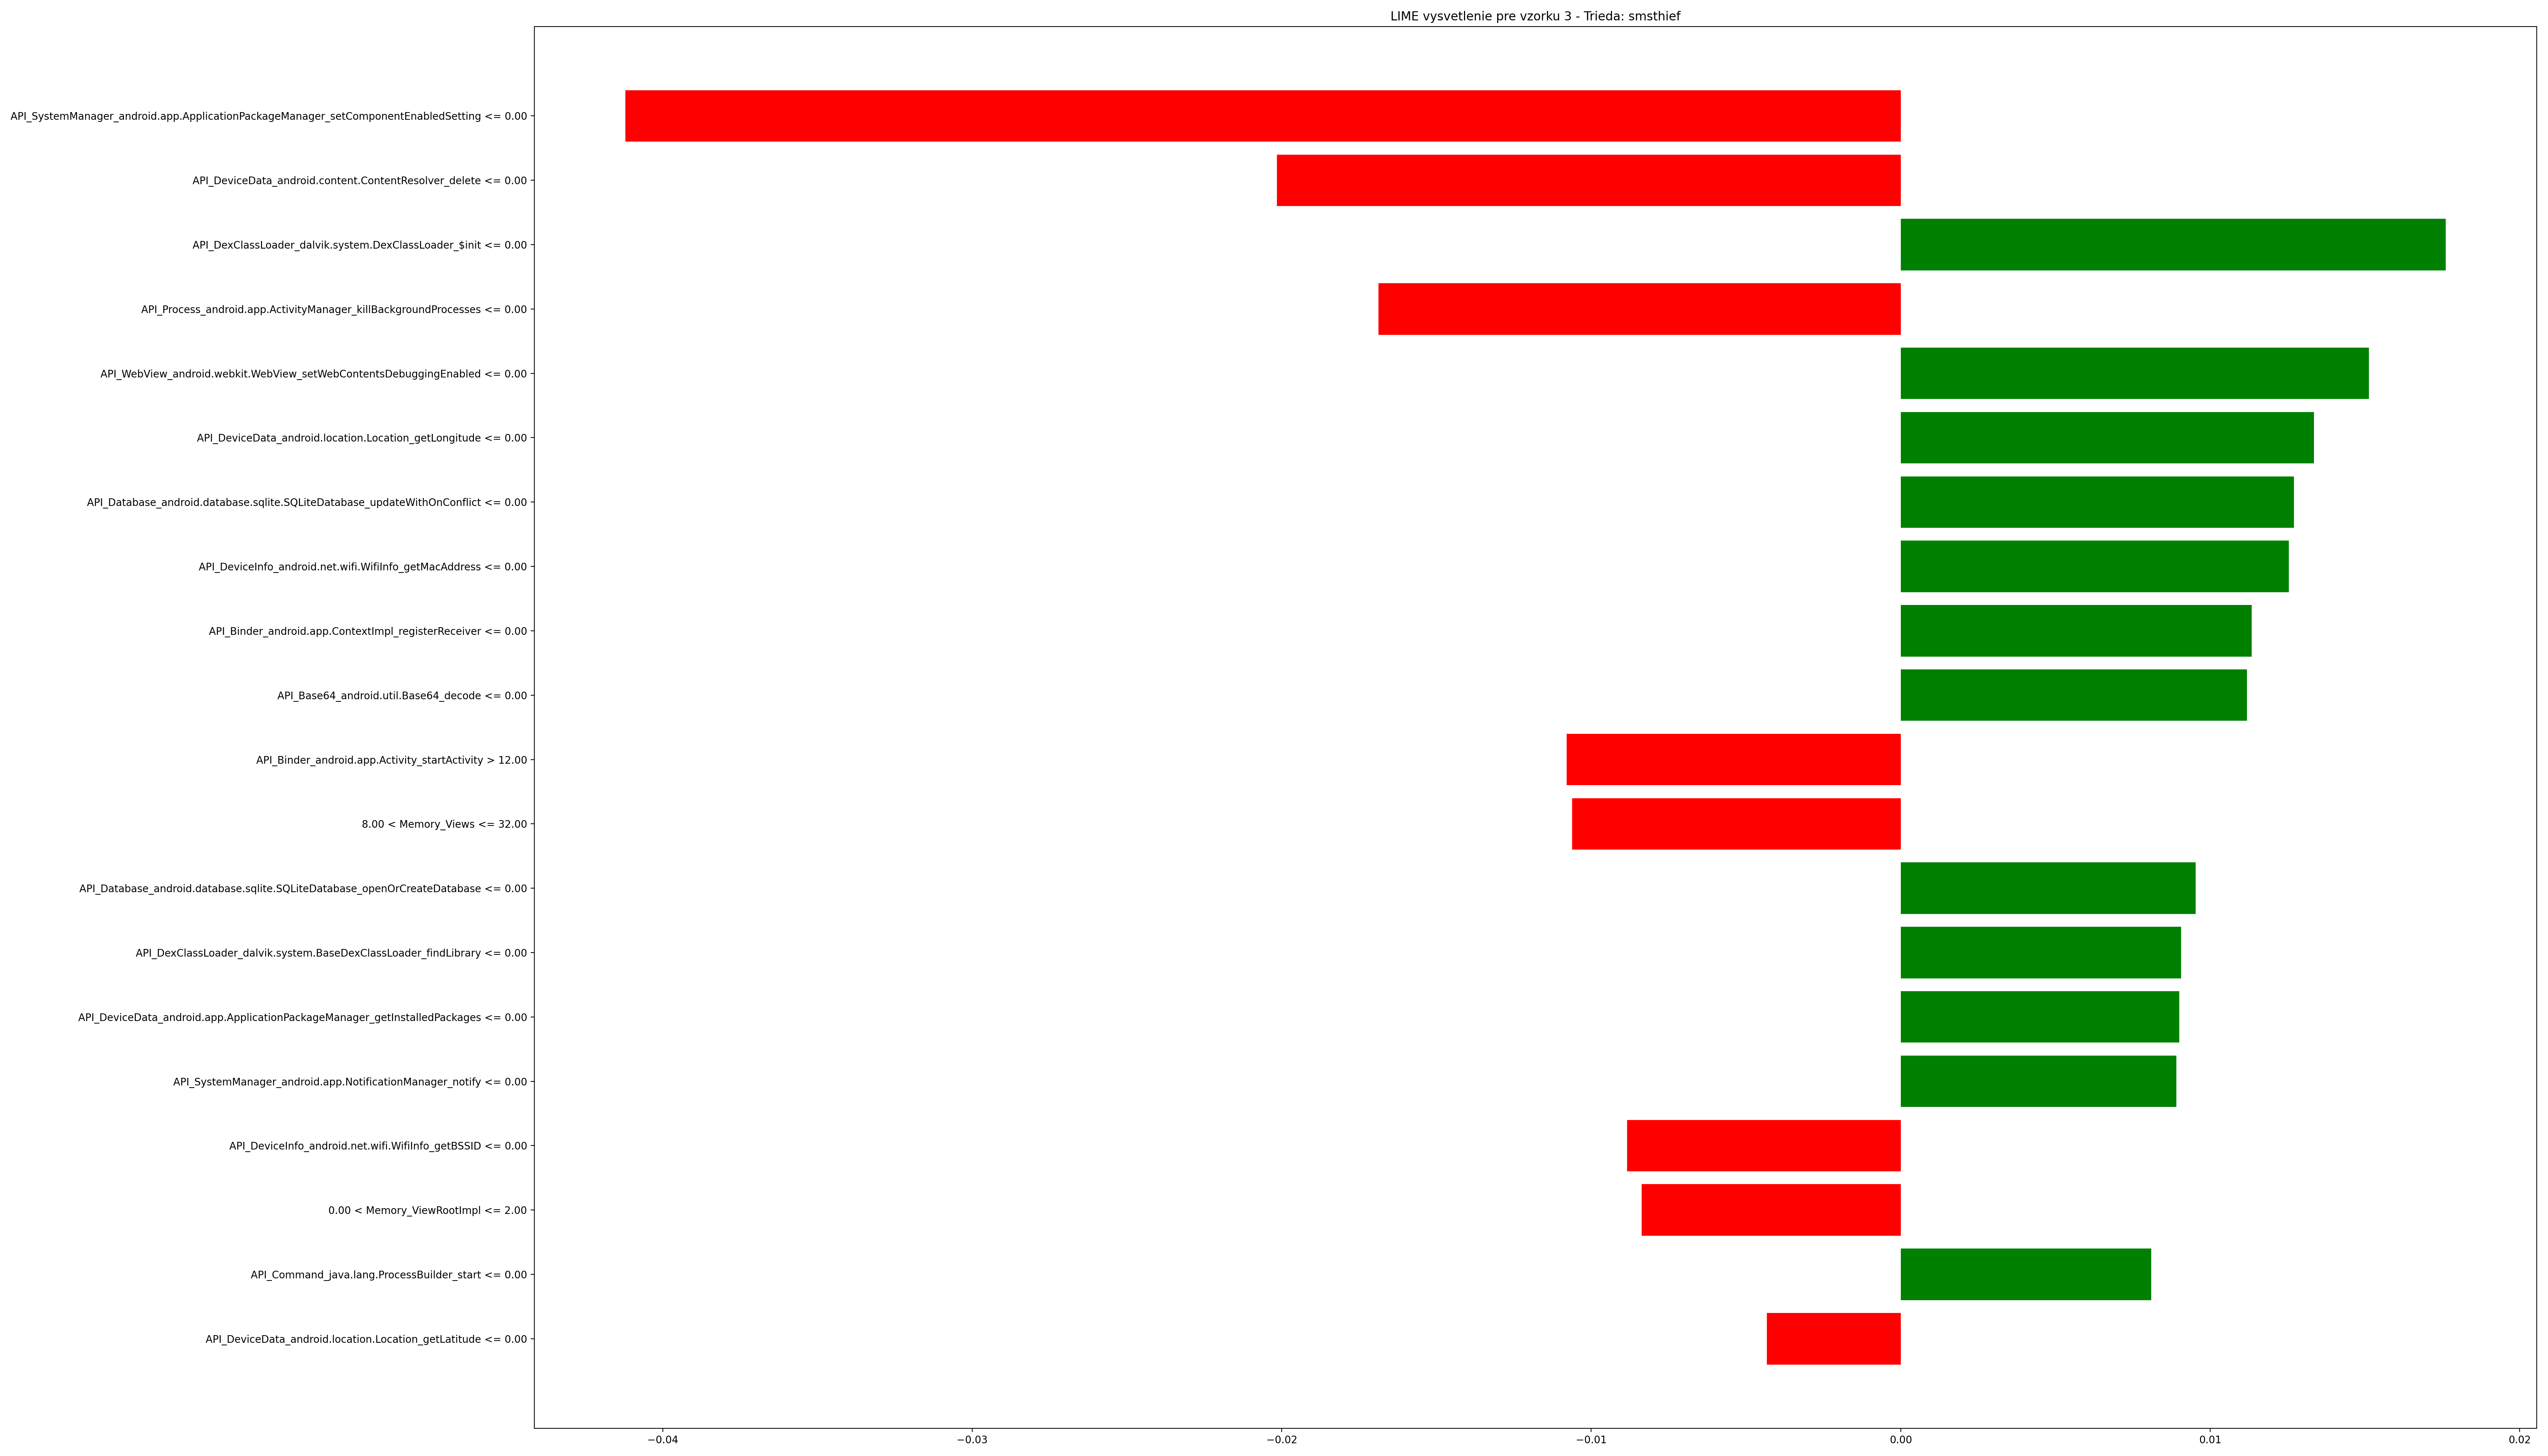 LIME vysvetlenie pre vzorku 3 - Trieda: smsthief
API_SystemManager_android.app.ApplicationPackageManager_setComponentEnabledSetting <= 0.00
API_DeviceData_android.content.ContentResolver_delete <= 0.00
API_DexClassLoader_dalvik.system.DexClassLoader_$init <= 0.00
API_Process_android.app.ActivityManager_killBackgroundProcesses <= 0.00
API_WebView_android.webkit.WebView_setWebContentsDebuggingEnabled <= 0.00
API_DeviceData_android.location.Location_getLongitude <= 0.00
API_Database_android.database.sqlite.SQLiteDatabase_updateWithOnConflict <= 0.00
API_DeviceInfo_android.net.wifi.WifiInfo_getMacAddress <= 0.00
API_Binder_android.app.ContextImpl_registerReceiver <= 0.00
API_Base64_android.util.Base64_decode <= 0.00
API_Binder_android.app.Activity_startActivity > 12.00
8.00 < Memory_Views <= 32.00
API_Database_android.database.sqlite.SQLiteDatabase_openOrCreateDatabase <= 0.00
API_DexClassLoader_dalvik.system.BaseDexClassLoader_findLibrary <= 0.00
API_DeviceData_android.app.ApplicationPackageManager_getInstalledPackages <= 0.00
API_SystemManager_android.app.NotificationManager_notify <= 0.00
API_DeviceInfo_android.net.wifi.WifiInfo_getBSSID <= 0.00
0.00 < Memory_ViewRootImpl <= 2.00
API_Command_java.lang.ProcessBuilder_start <= 0.00
API_DeviceData_android.location.Location_getLatitude <= 0.00
−0.04 −0.03 −0.02 −0.01 0.00 0.01 0.02